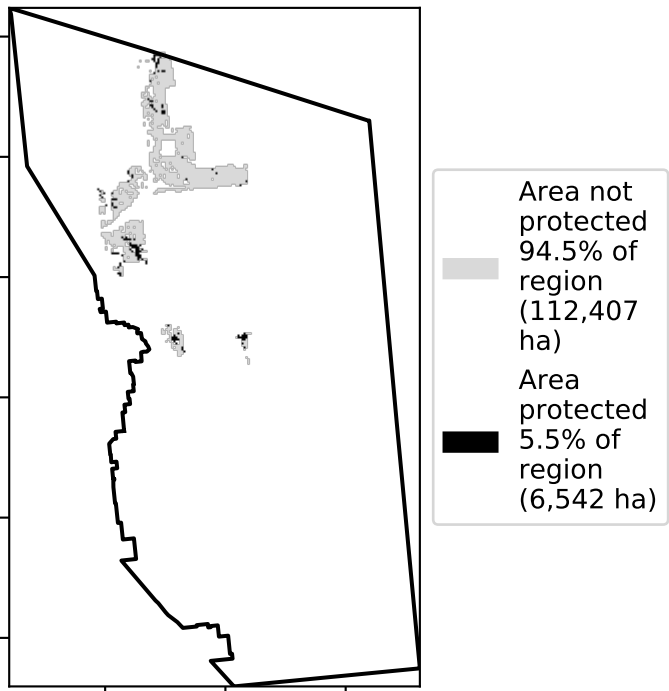 Area not
protected
94.5% of
region
(112,407
ha)
Area
protected
5.5% of
region
(6,542 ha)